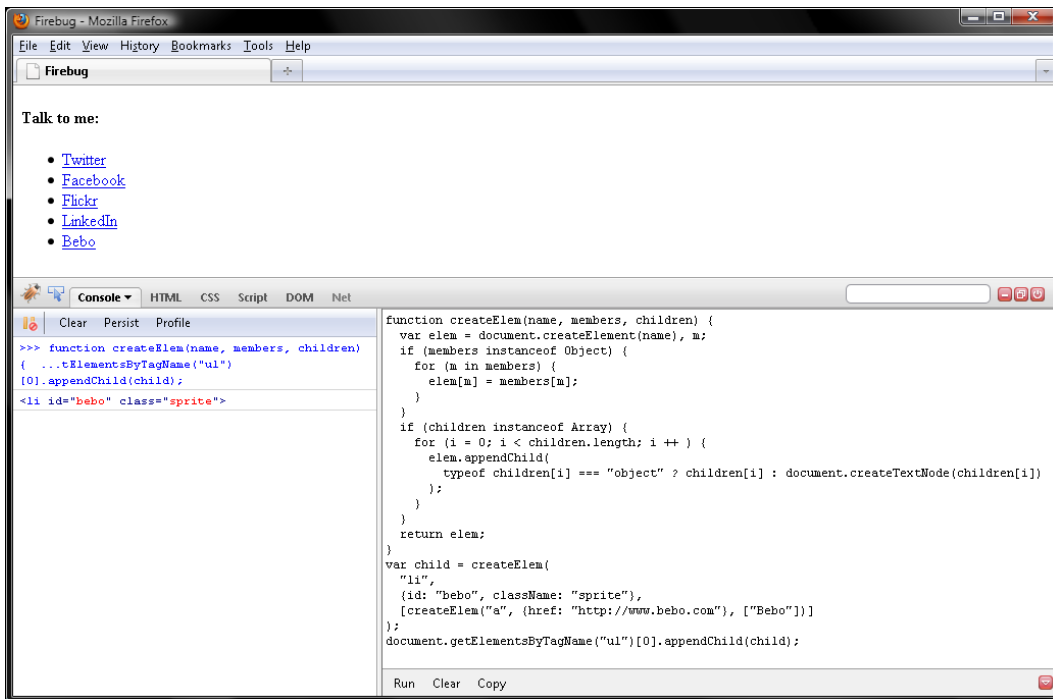 Firebug - Mozilla Firefox
File Edit View History Bookmarks Tools Help
Firebug
Talk to me:
Twitter
Facebook
Flickr
LinkedIn
Bebo
Console HTML CSS Script DOM Net
Clear Persist Profile
>>> function createElem(name, members, children)
{ ...tElementsByTagName("ul")
[0].appendChild(child);
<li id="bebo" class="sprite">
function createElem(name, members, children) {
var elem = document.createElement(name), m;
if (members instanceof Object) {
for (m in members) {
elem[m] = members[m];
}
}
if (children instanceof Array) {
for (i = 0; i < children.length; i ++ ) {
elem.appendChild(
typeof children[i] === "object" ? children[i] : document.createTextNode(children[i])
);
}
}
return elem;
}
var child = createElem(
"li",
{id: "bebo", className: "sprite"},
[createElem("a", {href: "http://www.bebo.com"}, ["Bebo"])]
);
document.getElementsByTagName("ul")[0].appendChild(child);
Run Clear Copy